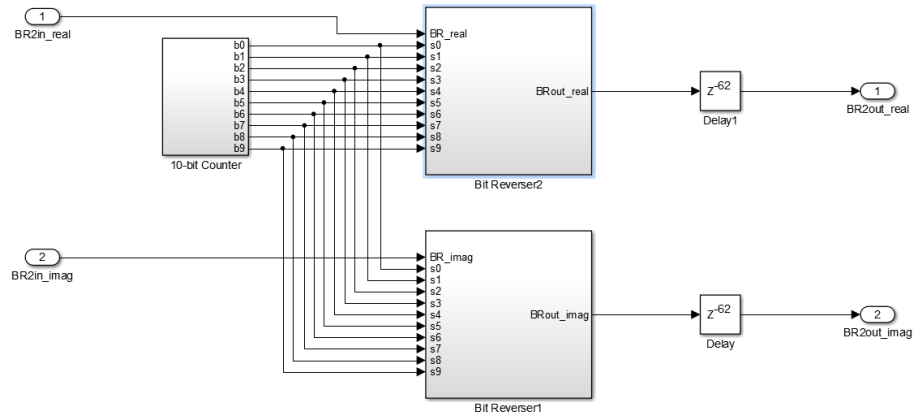 1
BR2in_real
b0
b1
b2
b3
b4
b5
b6
b7
b8
b9
10-bit Counter
BR_real
s0
s1
s2
s3
s4
s5
s6
s7
s8
s9
BRout_real
Bit Reverser2
Z-62
Delay1
1
BR2out_real
2
BR2in_imag
BR_imag
s0
s1
s2
s3
s4
s5
s6
s7
s8
s9
BRout_imag
Bit Reverser1
Z-62
Delay
2
BR2out_imag